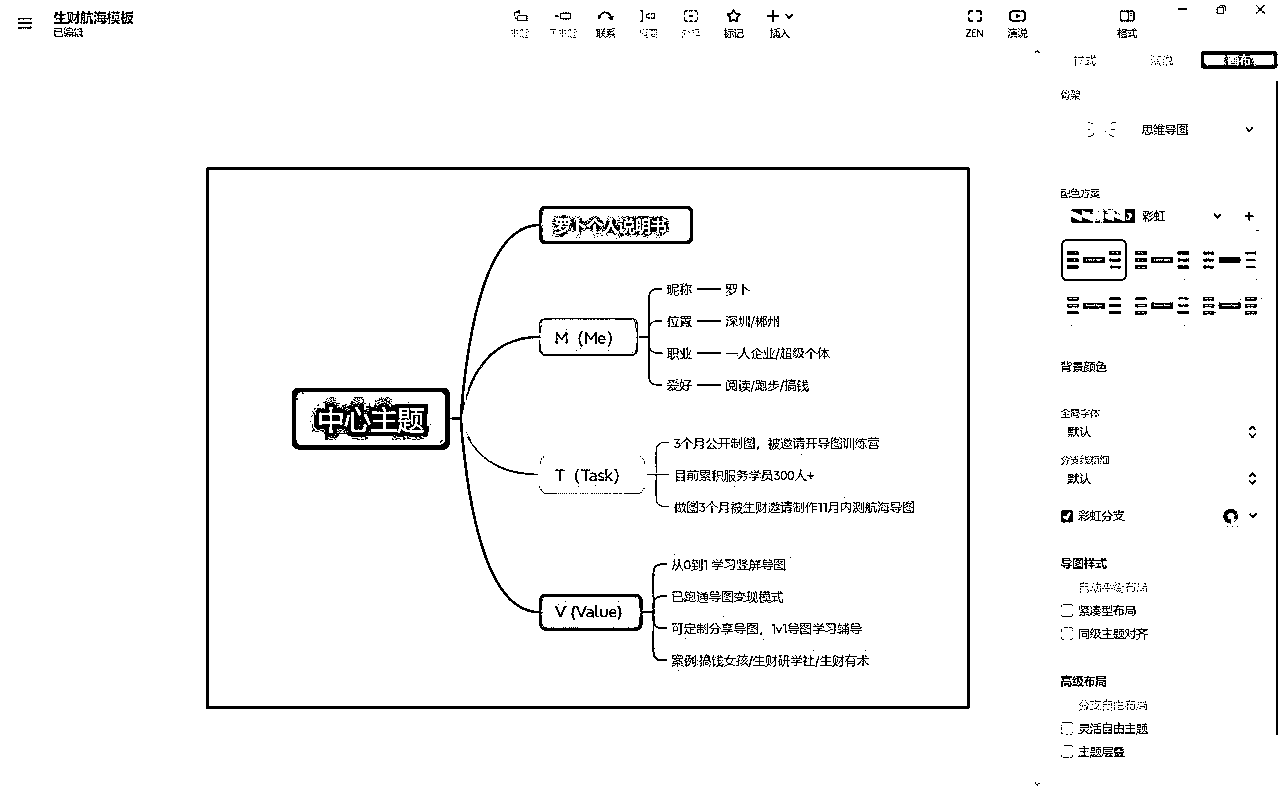 生财航海模板
已编辑
联系
标记
插入
ZEN
演说
格式
画布
骨架
思维导图
配色方案
彩虹
背景颜色
全局字体
默认
分支线粗细
默认
彩虹分支
导图样式
自动平衡布局
紧凑型布局
同级主题对齐
高级布局
分支自由布局
灵活自由主题
主题层叠
中心主题
萝卜个人说明书
M (Me)
昵称 萝卜
位置 深圳/郴州
职业 一人企业/超级个体
爱好 阅读/跑步/搞钱
T (Task)
3个月公开制图，被邀请开导图训练营
目前累积服务学员300人+
做图3个月被生财邀请制作11月内测航海导图
V (Value)
从0到1 学习竖屏导图
已跑通导图变现模式
可定制分享导图，1v1导图学习辅导
案例:搞钱女孩/生财研学社/生财有术